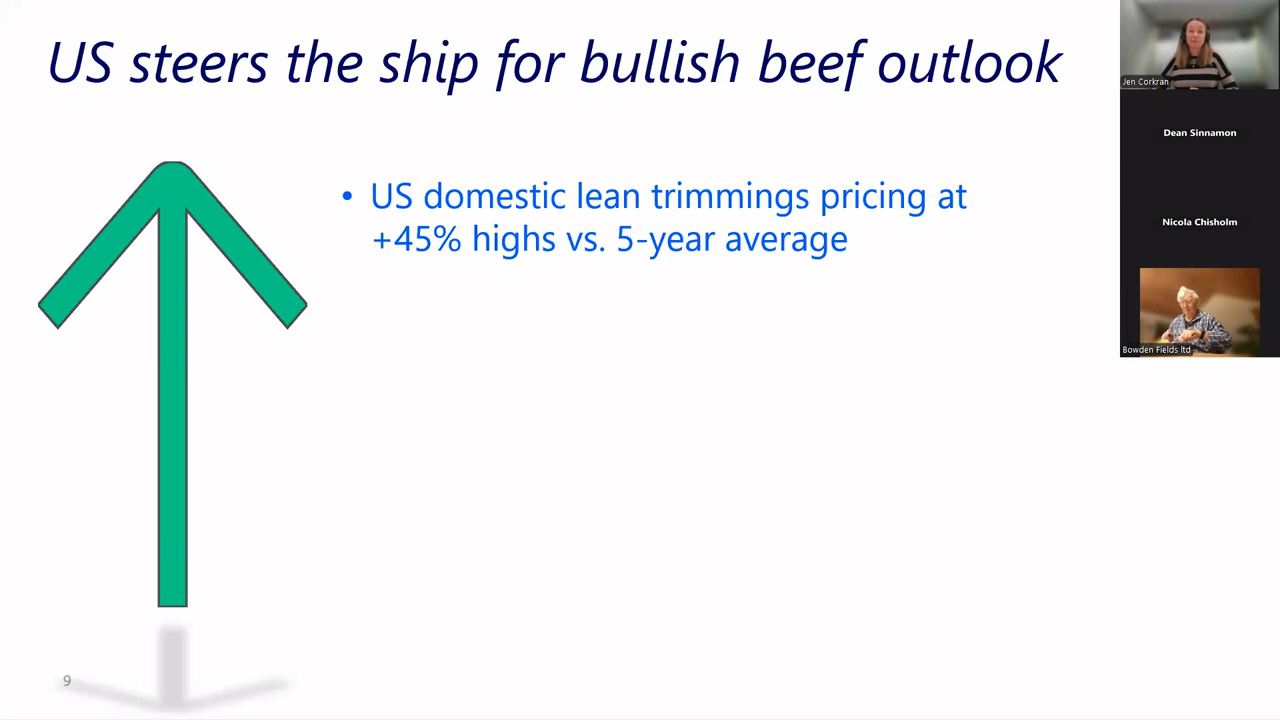 US steers the ship for bullish beef outlook
• US domestic lean trimmings pricing at
+45% highs vs. 5-year average
9
Jen Corkran
Dean Sinnamon
Nicola Chisholm
Bowden Fields ltd